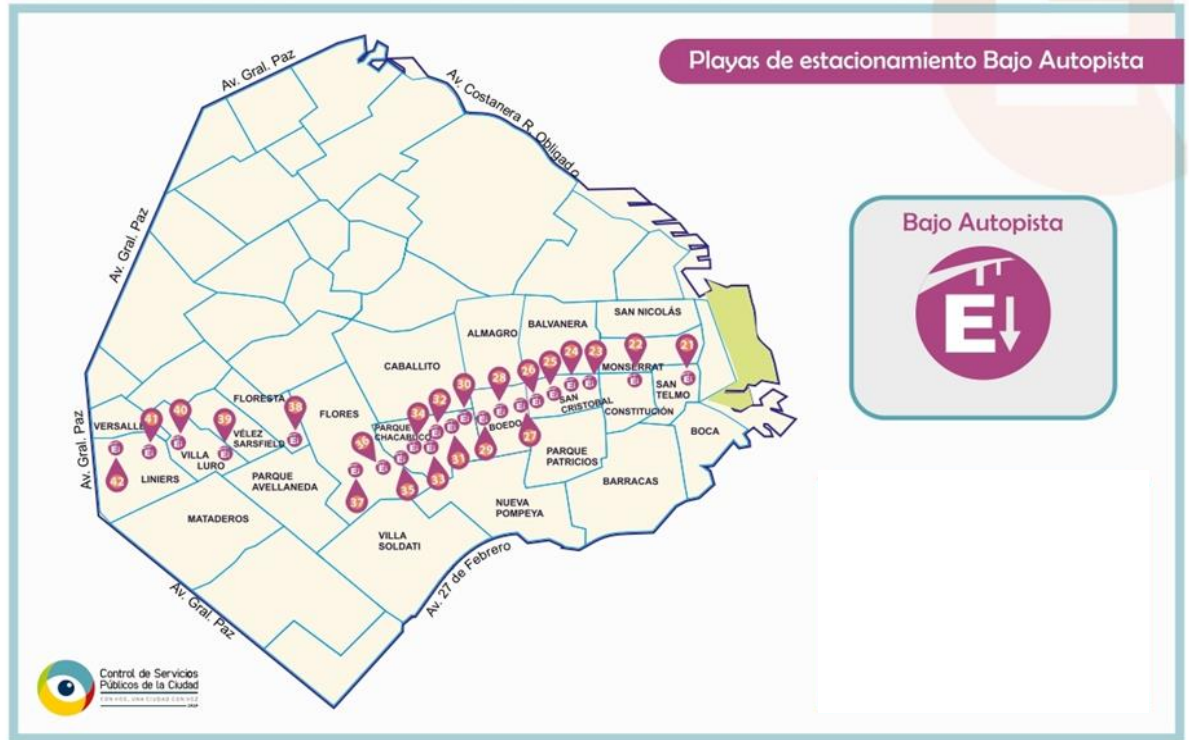 Playas de estacionamiento Bajo Autopista
Av. Gral. Paz
Av. Costanera R. Obligado
Av. Gral. Paz
Bajo Autopista
E
SAN NICOLÁS
BALVANERA
ALMAGRO
CABALLITO
24
23
22
21
MONSERRAT
25
26
28
30
32
34
SAN
TELMO
SAN
CRISTOBAL
CONSTITUCIÓN
FLORESTA
38
FLORES
41
40
39
VERSALLE
VÉLEZ
SARSFIELD
PARQUE
CHACABUCO
BOEDO
27
BOCA
36
29
31
33
35
37
VILLA
LURO
LINIERS
42
PARQUE
AVELLANEDA
PARQUE
PATRICIOS
BARRACAS
Av. Gral. Paz
MATADEROS
NUEVA
POMPEYA
VILLA
SOLDATI
Av. 27 de Febrero
Av. Gral. Paz
Control de Servicios
Públicos de la Ciudad